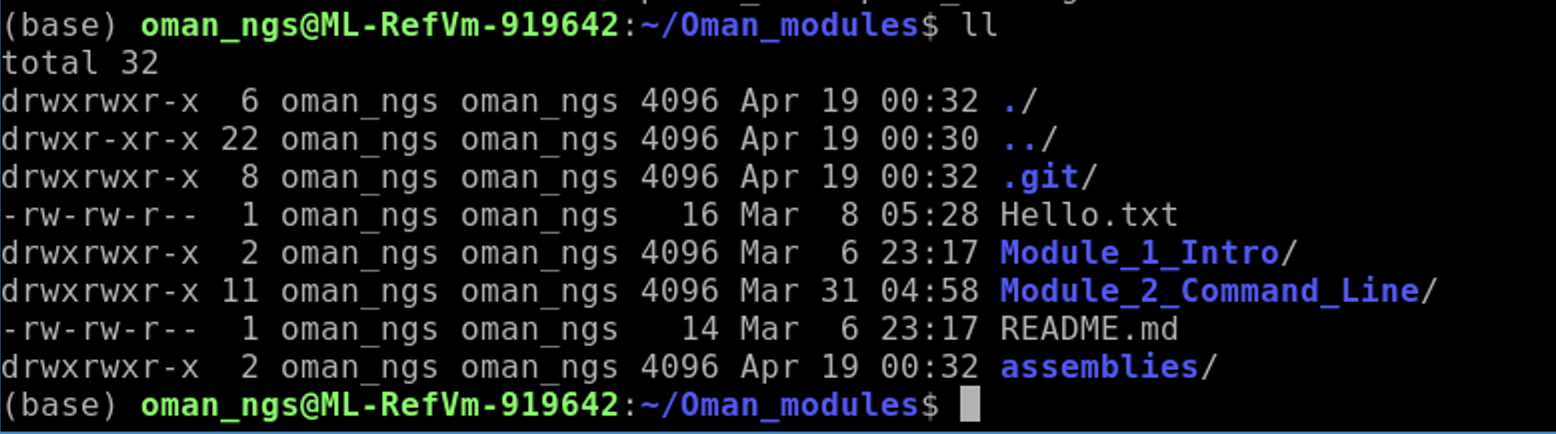 (base) oman_ngs@ML-RefVm-919642:~/Oman_modules$ ll
total 32
drwxrwxr-x  6 oman_ngs oman_ngs 4096 Apr 19 00:32 ./
drwxr-xr-x 22 oman_ngs oman_ngs 4096 Apr 19 00:30 ../
drwxrwxr-x  8 oman_ngs oman_ngs 4096 Apr 19 00:32 .git/
-rw-rw-r--  1 oman_ngs oman_ngs   16 Mar  8 05:28 Hello.txt
drwxrwxr-x  2 oman_ngs oman_ngs 4096 Mar  6 23:17 Module_1_Intro/
drwxrwxr-x 11 oman_ngs oman_ngs 4096 Mar 31 04:58 Module_2_Command_Line/
-rw-rw-r--  1 oman_ngs oman_ngs   14 Mar  6 23:17 README.md
drwxrwxr-x  2 oman_ngs oman_ngs 4096 Apr 19 00:32 assemblies/
(base) oman_ngs@ML-RefVm-919642:~/Oman_modules$